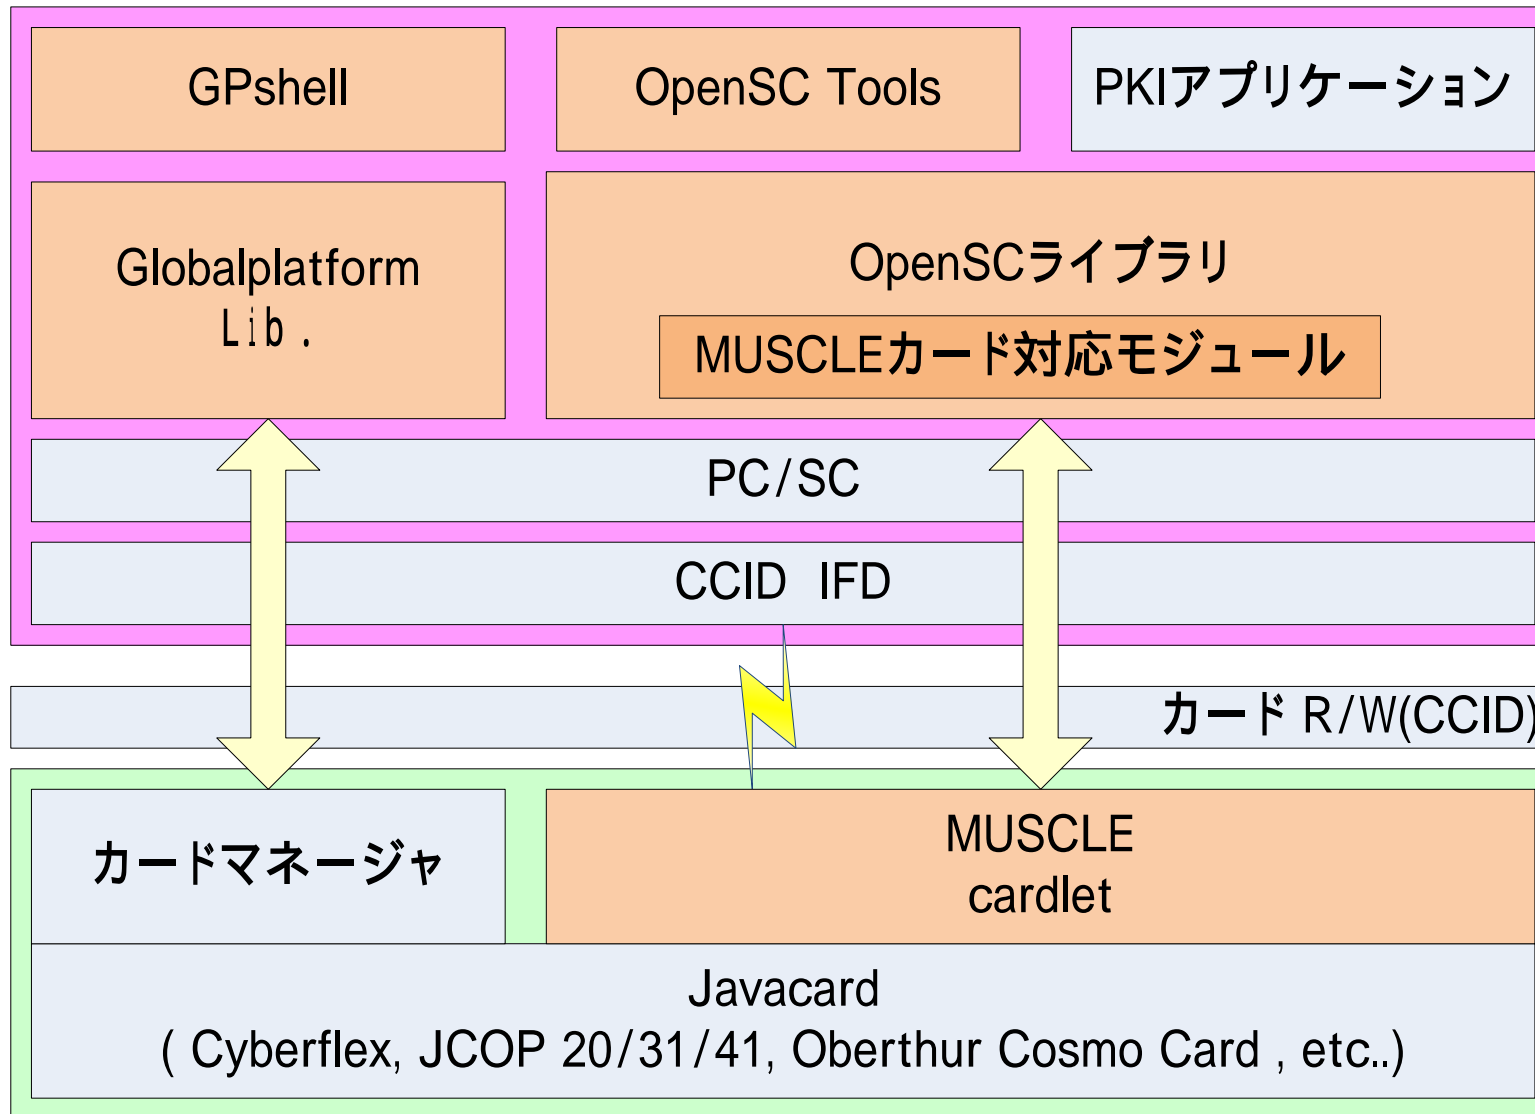 GPshell
OpenSC Tools
PKIアプリケーション
Globalplatform
Lib.
OpenSCライブラリ
MUSCLEカード対応モジュール
PC/SC
CCID IFD
カード R/W(CCID)
カードマネージャ
MUSCLE
cardlet
Javacard
( Cyberflex, JCOP 20/31/41, Oberthur Cosmo Card , etc..)